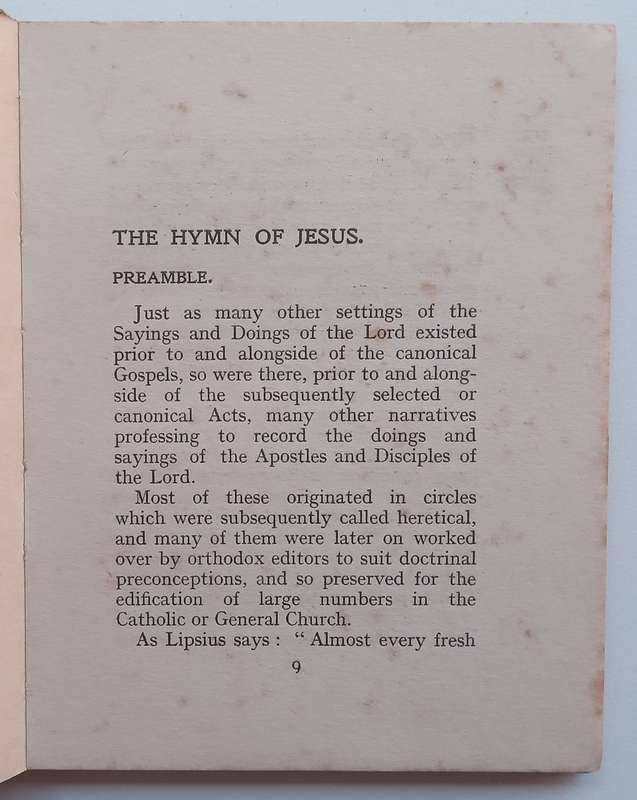 THE HYMN OF JESUS.
PREAMBLE.
Just as many other settings of the
Sayings and Doings of the Lord existed
prior to and alongside of the canonical
Gospels, so were there, prior to and along-
side of the subsequently selected or
canonical Acts, many other narratives
professing to record the doings and
sayings of the Apostles and Disciples of
the Lord.
Most of these originated in circles
which were subsequently called heretical,
and many of them were later on worked
over by orthodox editors to suit doctrinal
preconceptions, and so preserved for the
edification of large numbers in the
Catholic or General Church.
As Lipsius says : “ Almost every fresh
9